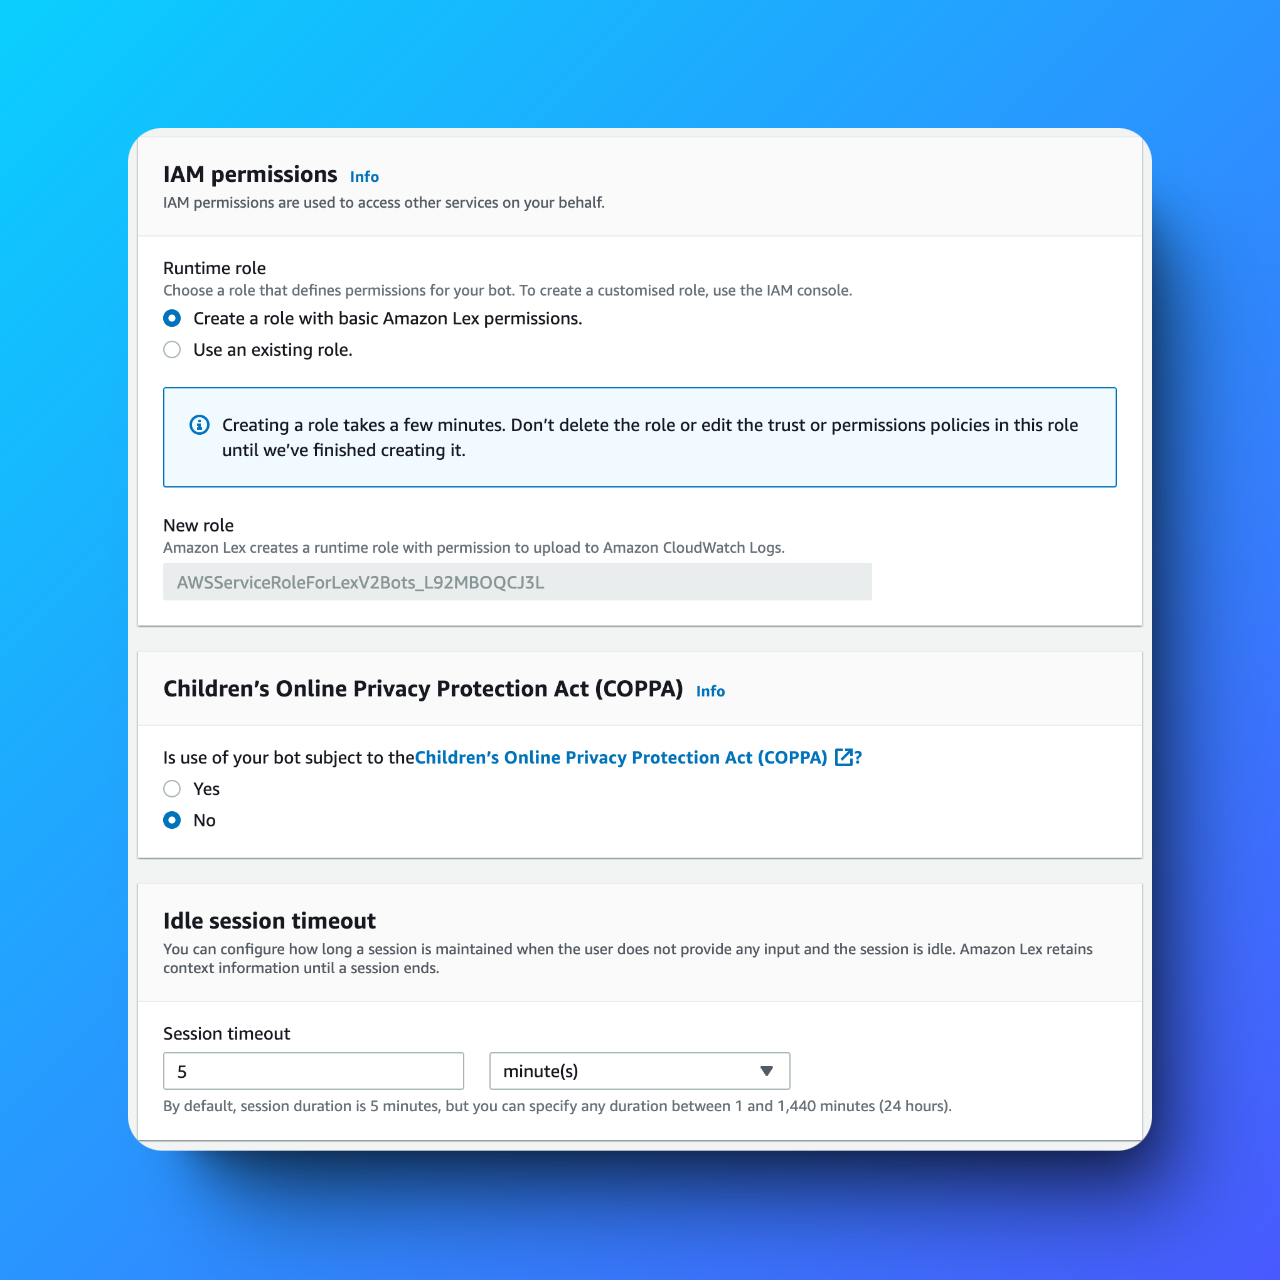 IAM permissions Info
IAM permissions are used to access other services on your behalf.
Runtime role
Choose a role that defines permissions for your bot. To create a customised role, use the IAM console.
Create a role with basic Amazon Lex permissions.
Use an existing role.
Creating a role takes a few minutes. Don’t delete the role or edit the trust or permissions policies in this role
until we’ve finished creating it.
New role
Amazon Lex creates a runtime role with permission to upload to Amazon CloudWatch Logs.
AWSServiceRoleForLexV2Bots_L92MBOQCJ3L
Children’s Online Privacy Protection Act (COPPA) Info
Is use of your bot subject to theChildren’s Online Privacy Protection Act (COPPA) ?
Yes
No
Idle session timeout
You can configure how long a session is maintained when the user does not provide any input and the session is idle. Amazon Lex retains
context information until a session ends.
Session timeout
5 minute(s)
By default, session duration is 5 minutes, but you can specify any duration between 1 and 1,440 minutes (24 hours).